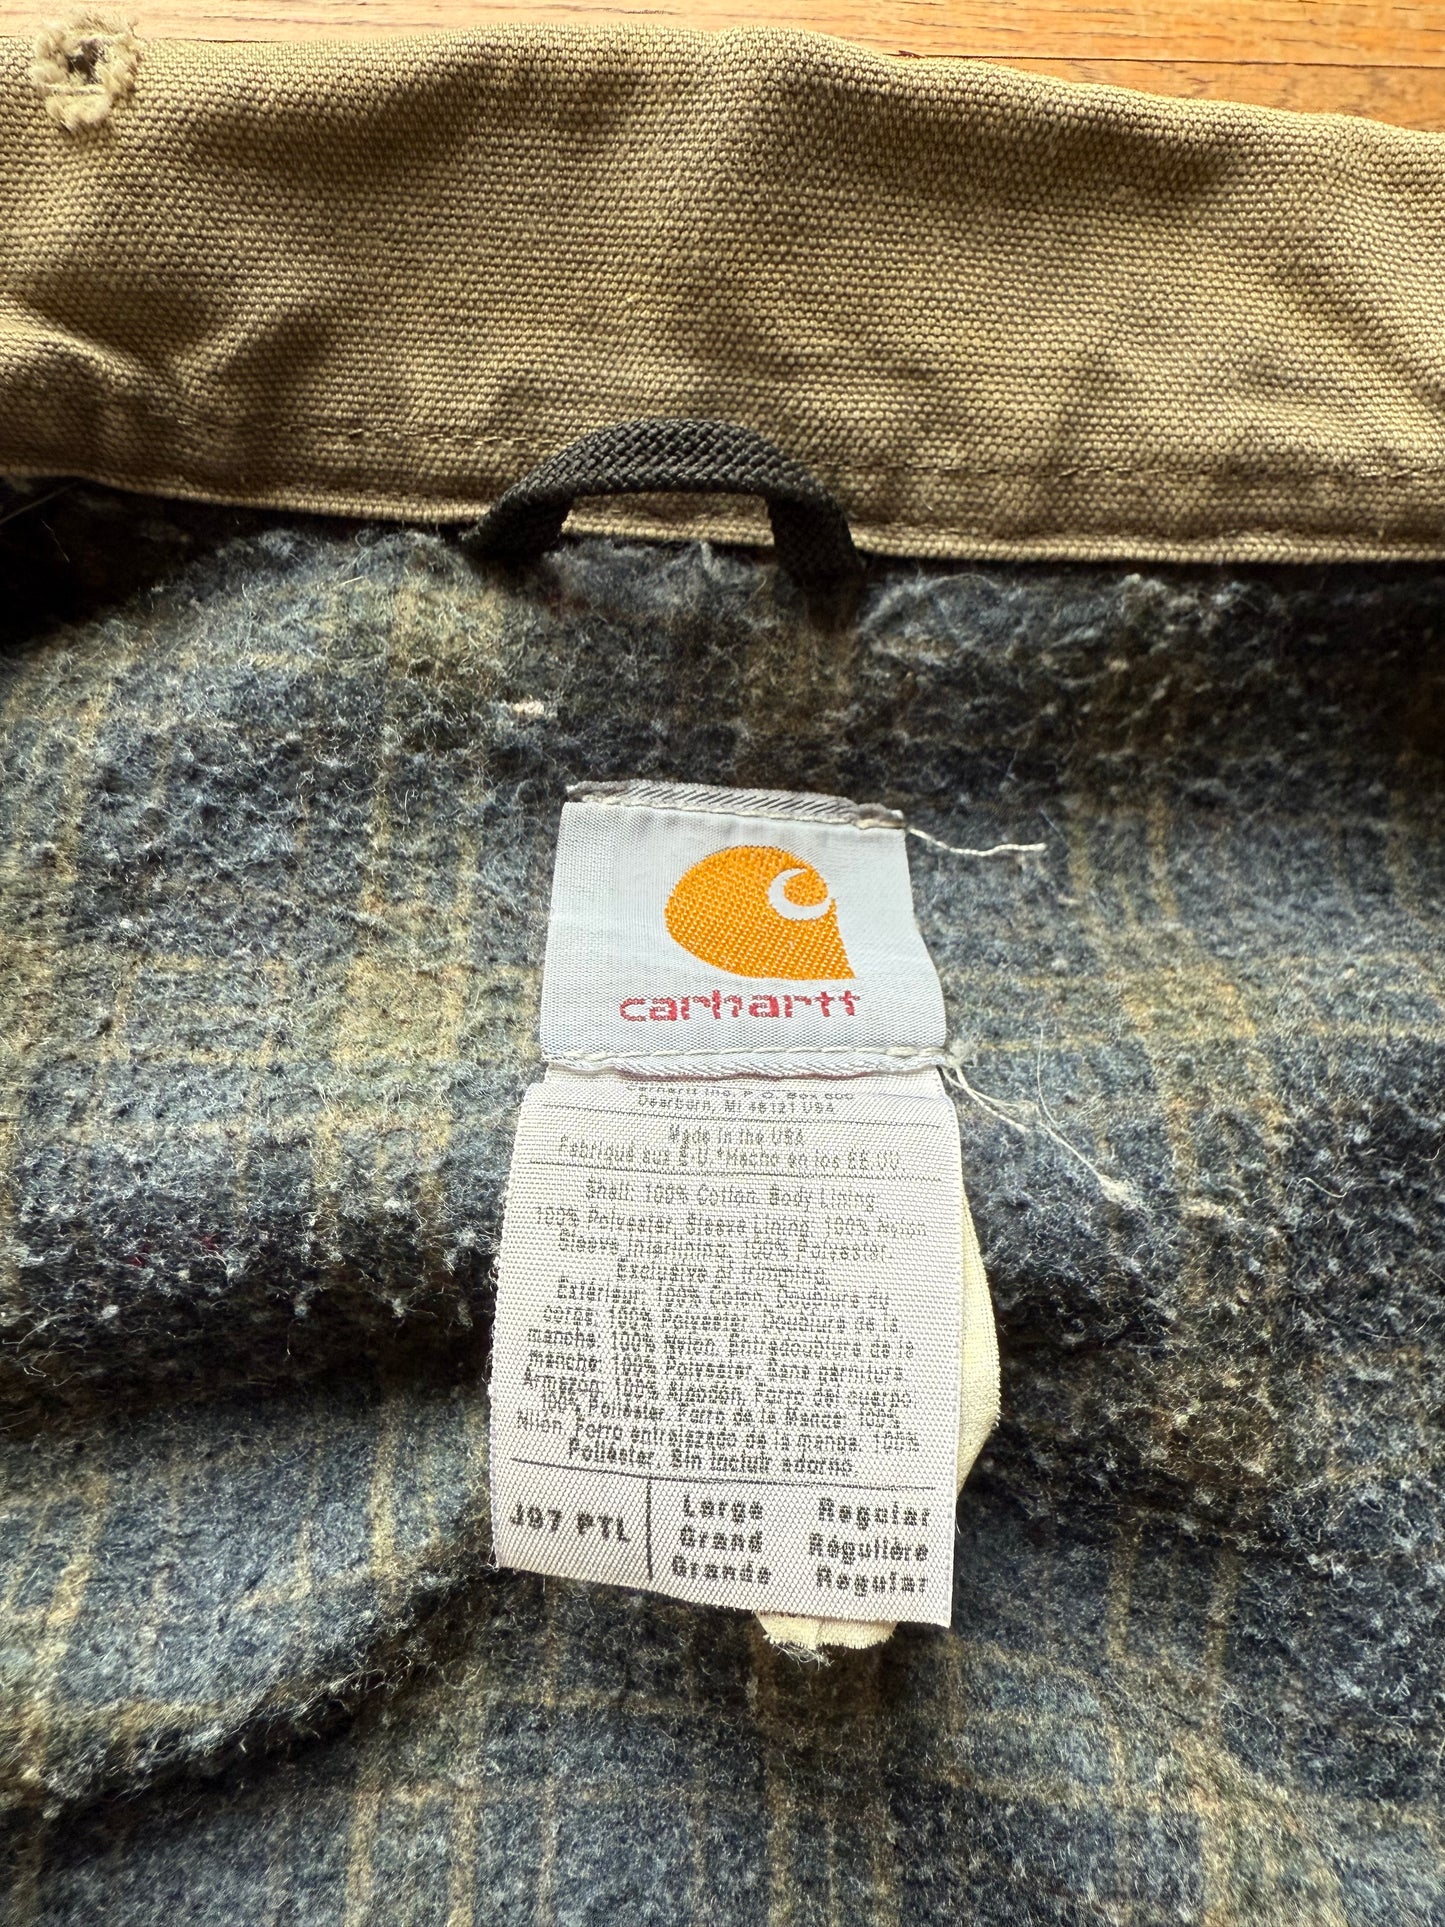 carhartt
Carhartt Inc. P.O. Box 600
Dearborn, MI 48121 USA
Made in the USA
Fabriqué aux É-U *Hecho en los EE.UU
Shell: 100% Cotton. Body Lining
100% Polyester. Sleeve Lining. 100% Nylon
Sleeve Interlining. 100% Polyester.
Exclusive of trimming.
Extérieur: 100% Coton. Doublure du
corps: 100% Polyester. Doublure de la
manche: 100% Nylon. Entredoublure de la
manche: 100% Polyester. Sans garniture
100% Algodón. Forro del cuerpo
100% Poliéster. Forro de la Manga. 100%
Nilón. Forro entrelazado de la manga. 100%
Poliéster. Sin incluir adorno.
J97 PTL
Large Regular
Grand Régulière
Grande Regular